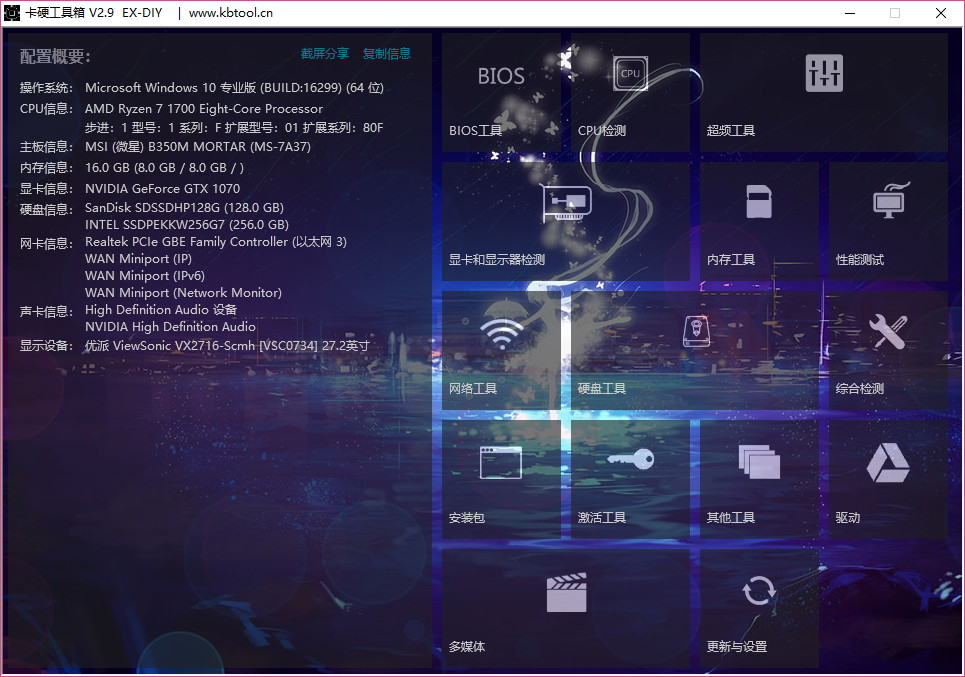 卡硬工具箱 V2.9 EX-DIY | www.kbtool.cn
配置概要： 截屏分享 复制信息
操作系统： Microsoft Windows 10 专业版 (BUILD:16299) (64 位)
CPU信息： AMD Ryzen 7 1700 Eight-Core Processor
步进：1 型号：1 系列：F 扩展型号：01 扩展系列：80F
主板信息： MSI (微星) B350M MORTAR (MS-7A37)
内存信息： 16.0 GB (8.0 GB / 8.0 GB / )
显卡信息： NVIDIA GeForce GTX 1070
硬盘信息： SanDisk SDSSDHP128G (128.0 GB)
INTEL SSDPEKKW256G7 (256.0 GB)
网卡信息： Realtek PCIe GBE Family Controller (以太网 3)
WAN Miniport (IP)
WAN Miniport (IPv6)
WAN Miniport (Network Monitor)
声卡信息： High Definition Audio 设备
NVIDIA High Definition Audio
显示设备： 优派 ViewSonic VX2716-Scmh [VSC0734] 27.2英寸
BIOS
CPU
BIOS工具
CPU检测
超频工具
显卡和显示器检测
内存工具
性能测试
网络工具
硬盘工具
综合检测
安装包
激活工具
其他工具
驱动
多媒体
更新与设置